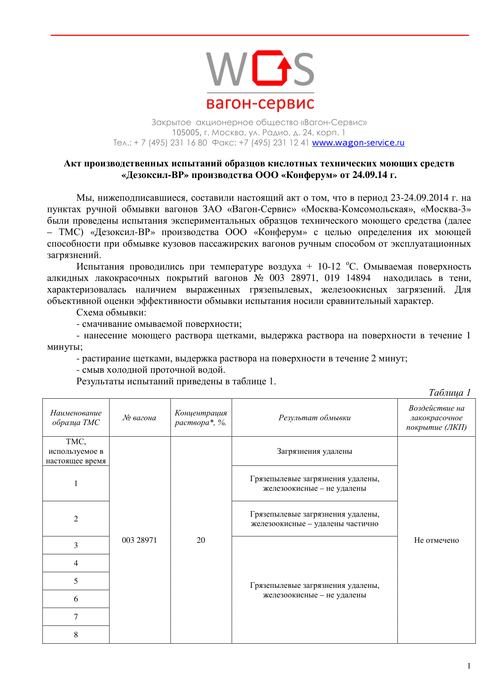 WGS
вагон-сервис
Закрытое акционерное общество «Вагон-Сервис»
105005, г. Москва, ул. Радио, д. 24, корп. 1
Тел.: + 7 (495) 231 16 80 Факс: +7 (495) 231 12 41 www.wagon-service.ru
Акт производственных испытаний образцов кислотных технических моющих средств
«Дезоксил-ВР» производства ООО «Конферум» от 24.09.14 г.
Мы, нижеподписавшиеся, составили настоящий акт о том, что в период 23-24.09.2014 г. на
пунктах ручной обмывки вагонов ЗАО «Вагон-Сервис» «Москва-Комсомольская», «Москва-3»
были проведены испытания экспериментальных образцов технического моющего средства (далее
– ТМС) «Дезоксил-ВР» производства ООО «Конферум» с целью определения их моющей
способности при обмывке кузовов пассажирских вагонов ручным способом от эксплуатационных
загрязнений.
Испытания проводились при температуре воздуха + 10-12 °С. Омываемая поверхность
алкидных лакокрасочных покрытий вагонов № 003 28971, 019 14894 находилась в тени,
характеризовалась наличием выраженных грязепылевых, железоокисных загрязений. Для
объективной оценки эффективности обмывки испытания носили сравнительный характер.
Схема обмывки:
- смачивание омываемой поверхности;
- нанесение моющего раствора щетками, выдержка раствора на поверхности в течение 1
минуты;
- растирание щетками, выдержка раствора на поверхности в течение 2 минут;
- смыв холодной проточной водой.
Результаты испытаний приведены в таблице 1.
Таблица 1
Наименование
образца ТМС
№ вагона
Концентрация
раствора*, %.
Результат обмывки
Воздействие на
лакокрасочное
покрытие (ЛКП)
ТМС,
используемое в
настоящее время
Загрязнения удалены
1
Грязепылевые загрязнения удалены,
железоокисные – не удалены
2
Грязепылевые загрязнения удалены,
железоокисные – удалены частично
003 28971
20
Не отмечено
3
4
5
6
7
8
Грязепылевые загрязнения удалены,
железоокисные – не удалены
1